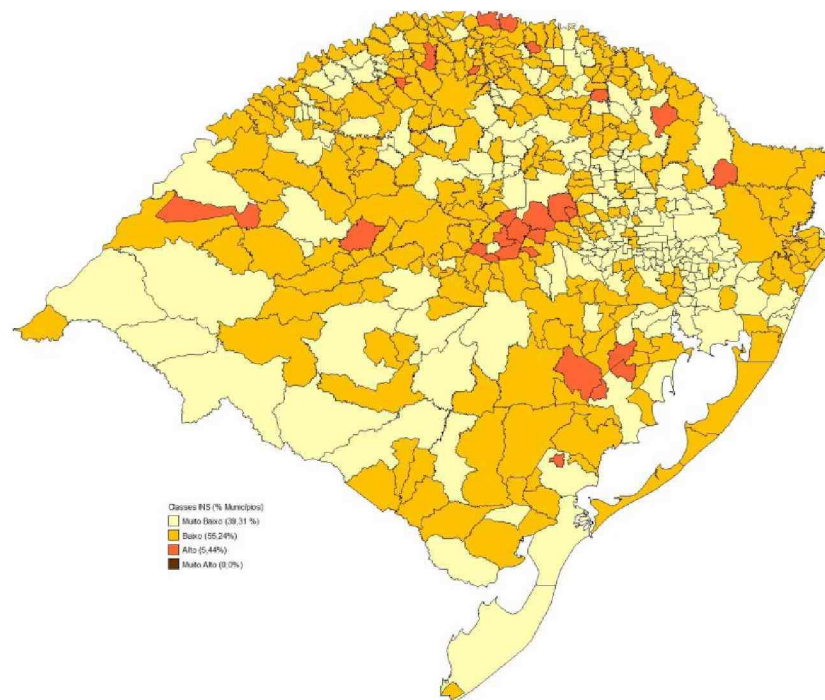 Classes INS (% Municípios)
Muito Baixo (39,31 %)
Baixo (55,24%)
Alto (5,44%)
Muito Alto (0,0%)